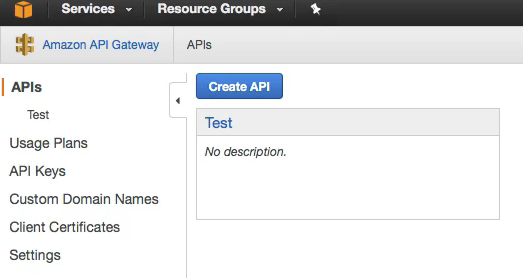 Services Resource Groups
Amazon API Gateway APIs
APIs
Test
Usage Plans
API Keys
Custom Domain Names
Client Certificates
Settings
Create API
Test
No description.